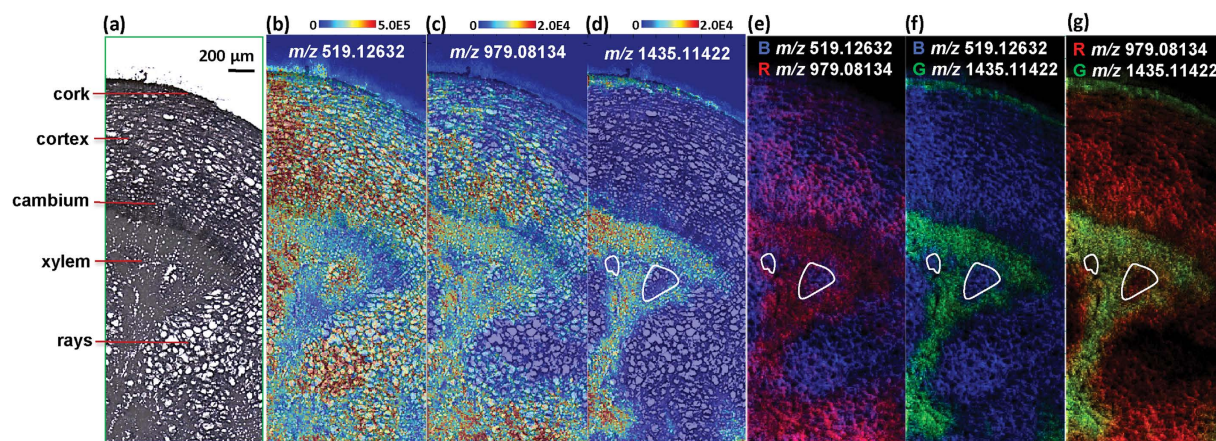 (a)
200 µm
cork
cortex
cambium
xylem
rays
(b) 0 5.0E5
m/z 519.12632
(c) 0 2.0E4
m/z 979.08134
(d) 0 2.0E4
m/z 1435.11422
(e)
B m/z 519.12632
R m/z 979.08134
(f)
B m/z 519.12632
G m/z 1435.11422
(g)
R m/z 979.08134
G m/z 1435.11422